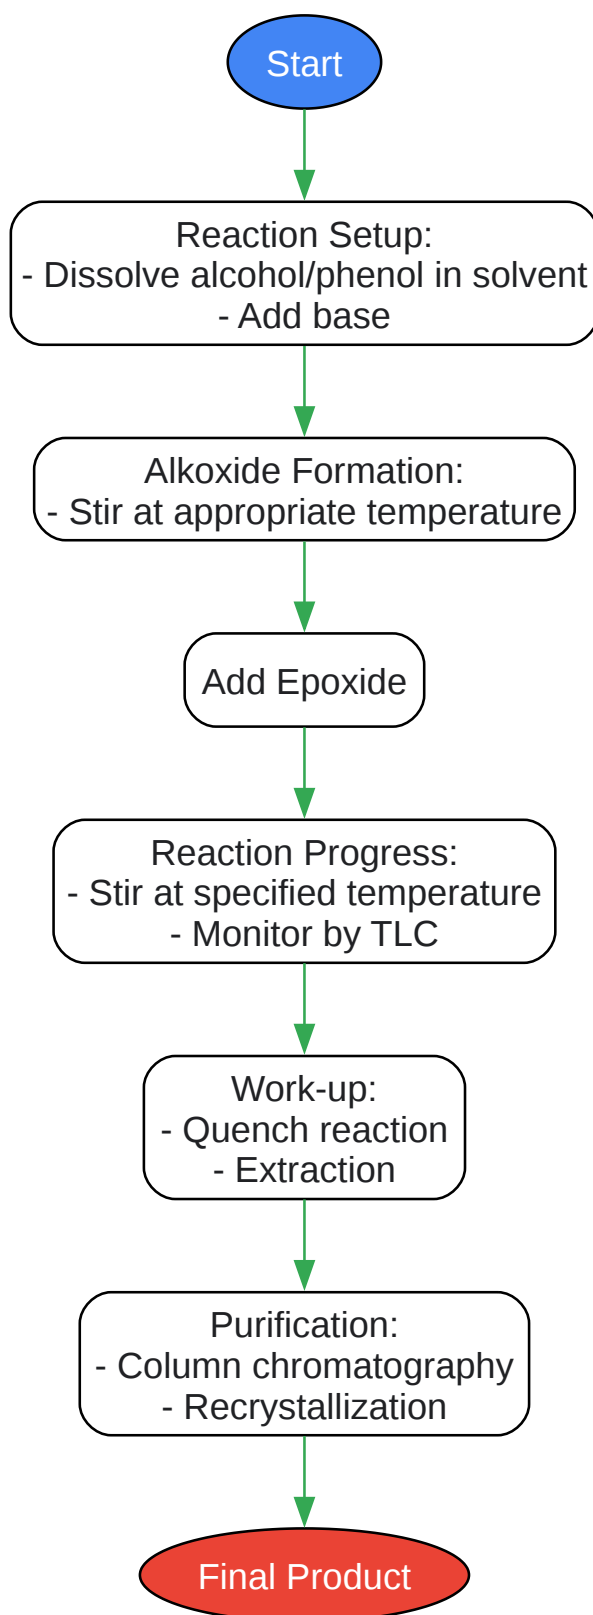 Start
Reaction Setup:
- Dissolve alcohol/phenol in solvent
- Add base
Alkoxide Formation:
- Stir at appropriate temperature
Add Epoxide
Reaction Progress:
- Stir at specified temperature
- Monitor by TLC
Work-up:
- Quench reaction
- Extraction
Purification:
- Column chromatography
- Recrystallization
Final Product